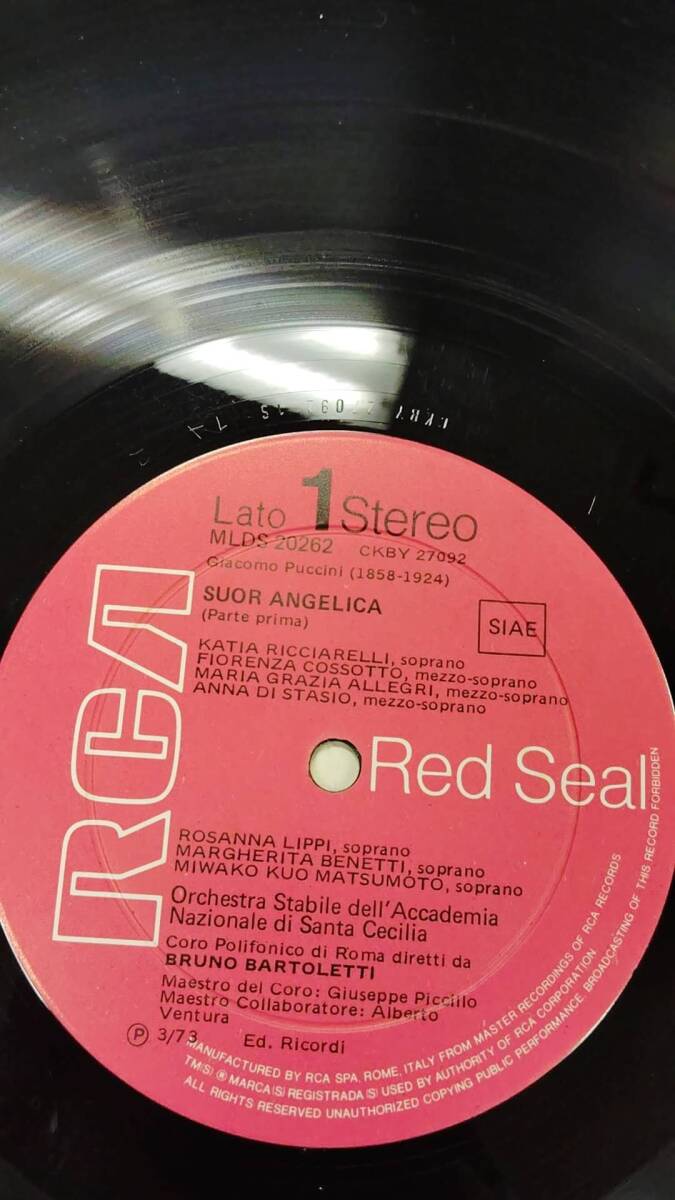 CKBY 27092 1S
Lato 1 Stereo
MLDS 20262 CKBY 27092
Giacomo Puccini (1858-1924)
SUOR ANGELICA
(Parte prima)
SIAE
KATIA RICCIARELLI, soprano
FIORENZA COSSOTTO, mezzo-soprano
MARIA GRAZIA ALLEGRI, mezzo-soprano
ANNA DI STASIO, mezzo-soprano
RCA
Red Seal
ROSANNA LIPPI, soprano
MARGHERITA BENETTI, soprano
MIWAKO KUO MATSUMOTO, soprano
Orchestra Stabile dell'Accademia
Nazionale di Santa Cecilia
Coro Polifonico di Roma diretti da
BRUNO BARTOLETTI
Maestro del Coro: Giuseppe Piccillo
Maestro Collaboratore: Alberto
Ventura
Ⓟ 3/73 Ed. Ricordi
MANUFACTURED BY RCA SPA, ROME, ITALY FROM MASTER RECORDINGS OF RCA RECORDS
TM(S) ® MARCA(S) REGISTRADA(S) USED BY AUTHORITY OF RCA CORPORATION.
ALL RIGHTS RESERVED UNAUTHORIZED COPYING PUBLIC PERFORMANCE BROADCASTING OF THIS RECORD FORBIDDEN